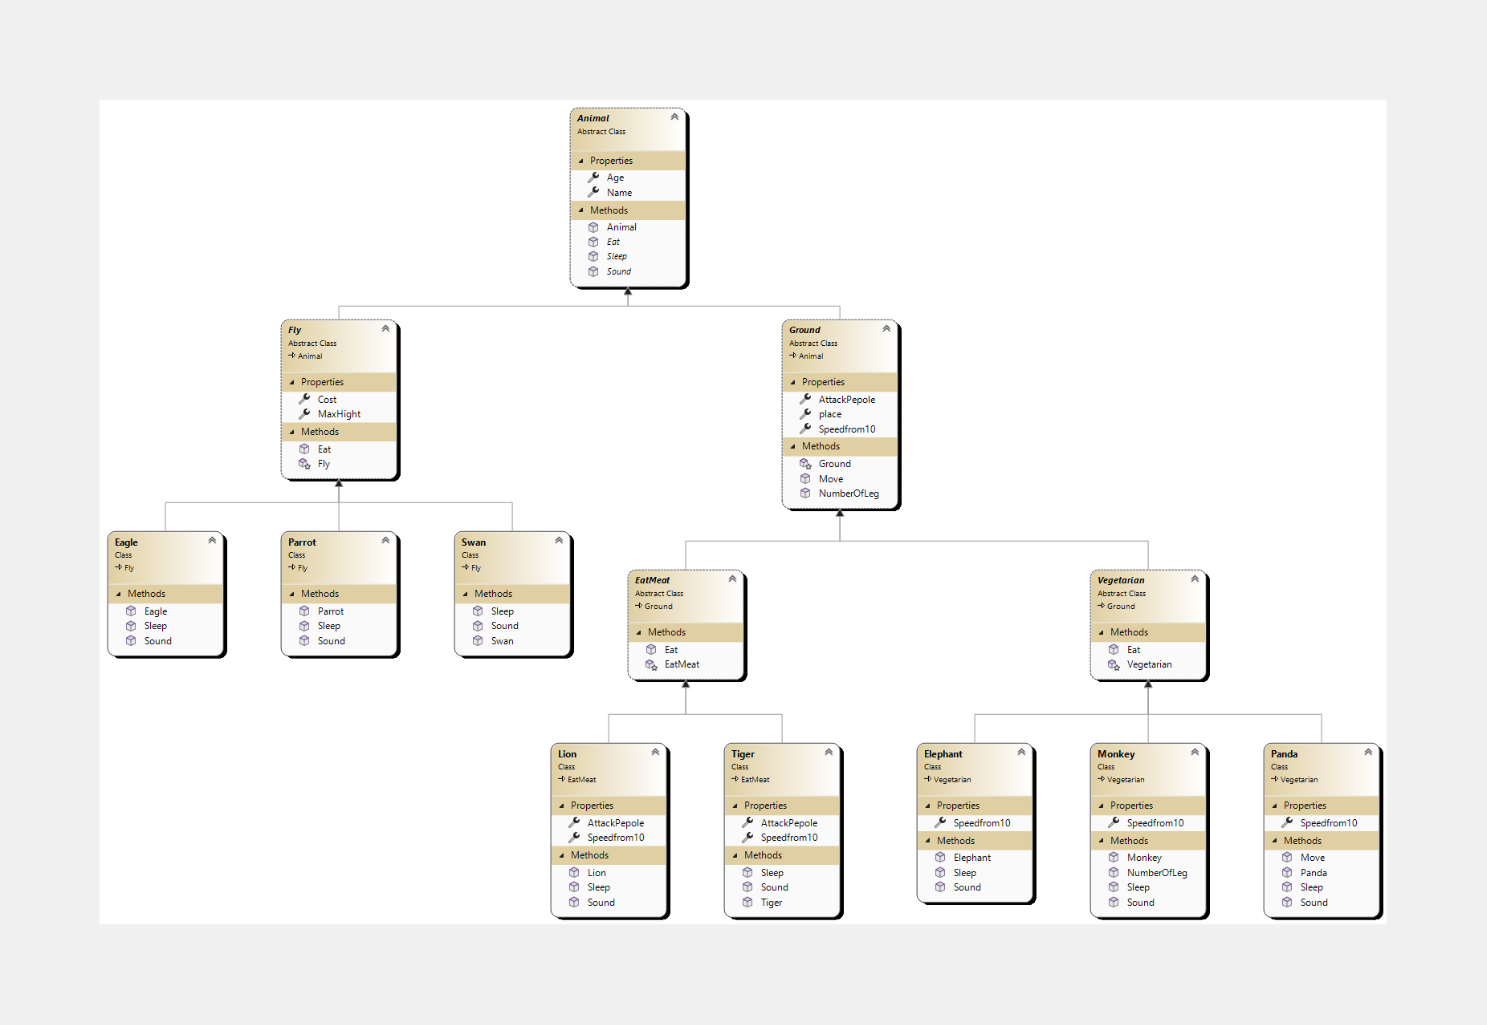 Animal
Abstract Class
Properties
Age
Name
Methods
Animal
Eat
Sleep
Sound
Fly
Abstract Class
Animal
Properties
Cost
MaxHight
Methods
Eat
Fly
Ground
Abstract Class
Animal
Properties
AttackPepole
place
Speedfrom10
Methods
Ground
Move
NumberOfLeg
Eagle
Class
Fly
Methods
Eagle
Sleep
Sound
Parrot
Class
Fly
Methods
Parrot
Sleep
Sound
Swan
Class
Fly
Methods
Sleep
Sound
Swan
EatMeat
Abstract Class
Ground
Methods
Eat
EatMeat
Vegetarian
Abstract Class
Ground
Methods
Eat
Vegetarian
Lion
Class
EatMeat
Properties
AttackPepole
Speedfrom10
Methods
Lion
Sleep
Sound
Tiger
Class
EatMeat
Properties
AttackPepole
Speedfrom10
Methods
Sleep
Sound
Tiger
Elephant
Class
Vegetarian
Properties
Speedfrom10
Methods
Elephant
Sleep
Sound
Monkey
Class
Vegetarian
Properties
Speedfrom10
Methods
Monkey
NumberOfLeg
Sleep
Sound
Panda
Class
Vegetarian
Properties
Speedfrom10
Methods
Move
Panda
Sleep
Sound